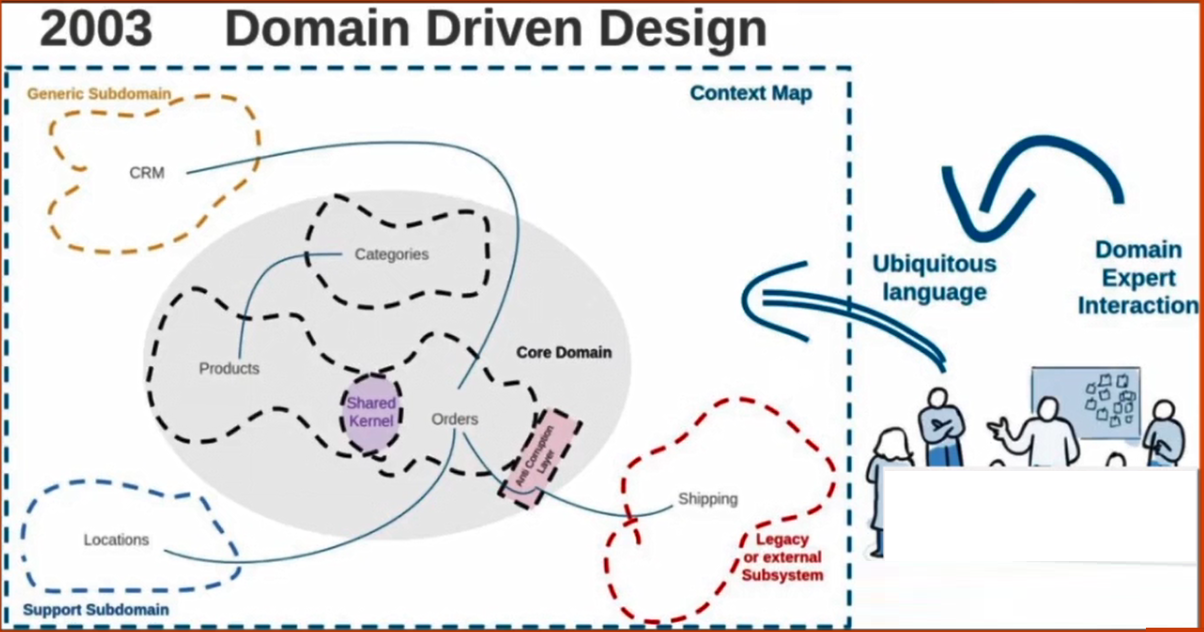 2003 Domain Driven Design
Generic Subdomain
Context Map
CRM
Categories
Products
Core Domain
Shared
Kernel
Orders
Anti Corruption
Layer
Shipping
Locations
Legacy
or external
Subsystem
Support Subdomain
Ubiquitous
language
Domain
Expert
Interaction